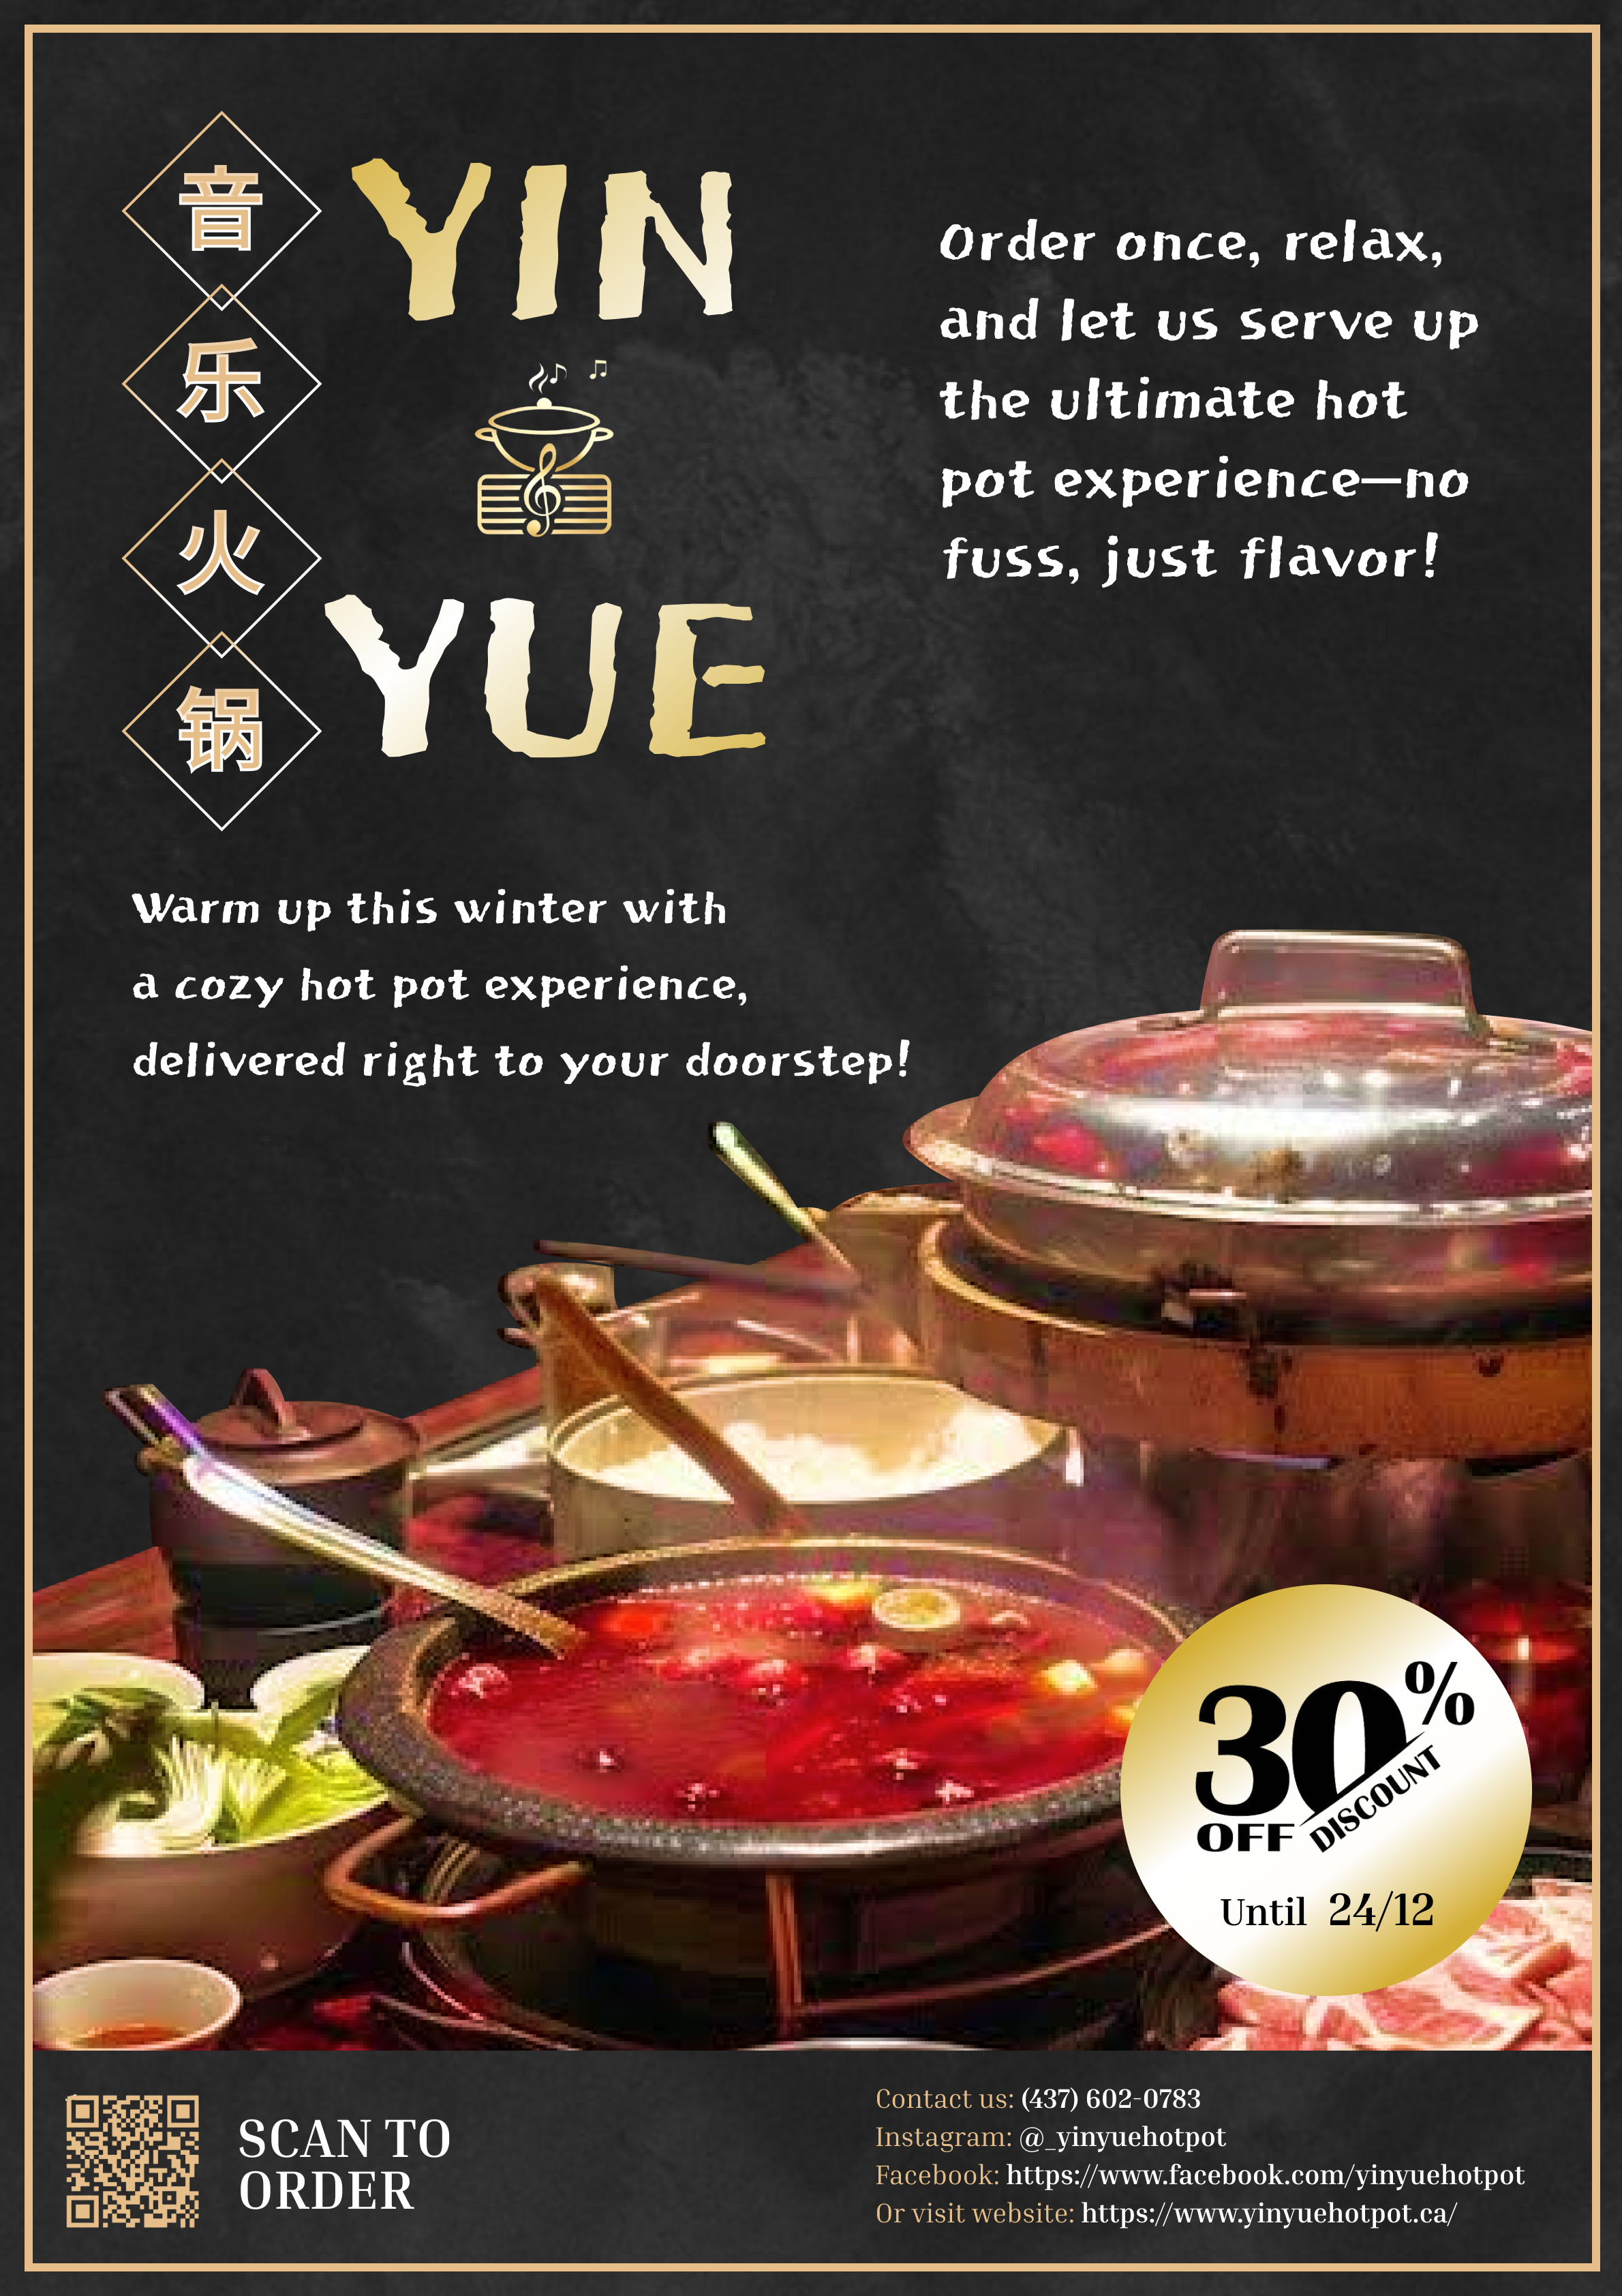 音
乐
火
锅
YIN
YUE
Order once, relax,
and let us serve up
the ultimate hot
pot experience—no
fuss, just flavor!
Warm up this winter with
a cozy hot pot experience,
delivered right to your doorstep!
30%
OFF DISCOUNT
Until 24/12
SCAN TO
ORDER
Contact us: (437) 602-0783
Instagram: @_yinyuehotpot
Facebook: https://www.facebook.com/yinyuehotpot
Or visit website: https://www.yinyuehotpot.ca/